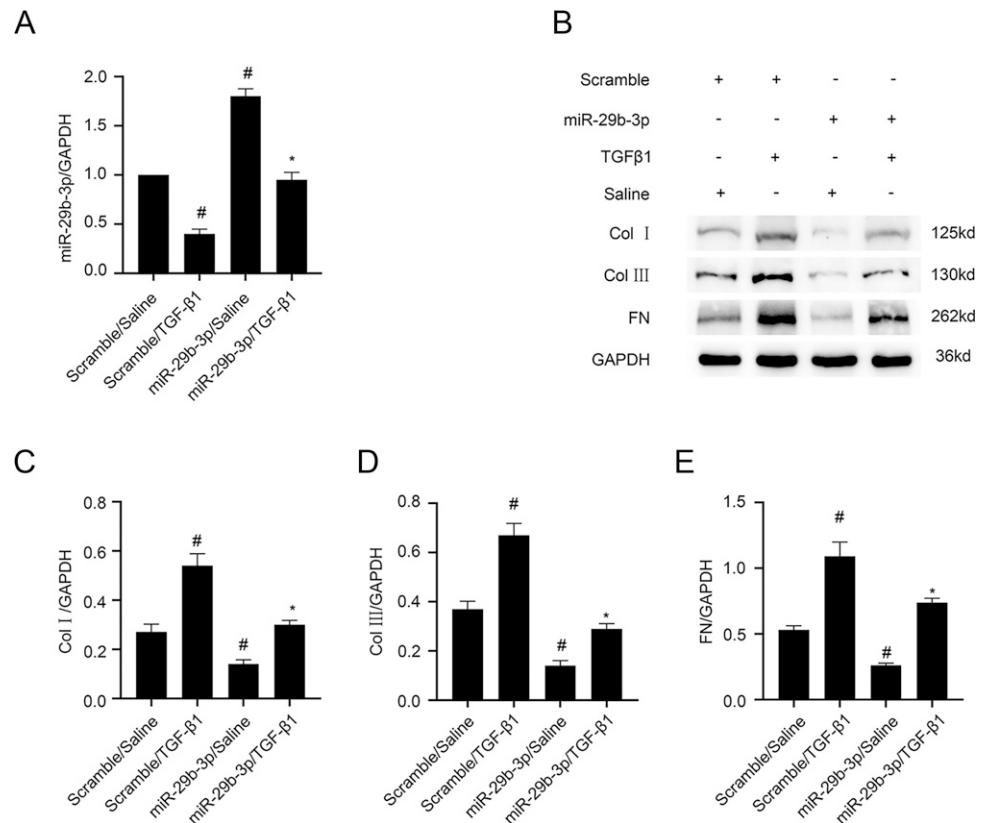 A
miR-29b-3p/GAPDH
2.0
1.5
1.0
0.5
0.0
#
#
*
Scramble/Saline
Scramble/TGF-β1
miR-29b-3p/Saline
miR-29b-3p/TGF-β1
B
Scramble + + - -
miR-29b-3p - - + +
TGFβ1 - + - +
Saline + - + -
Col Ⅰ 125kd
Col Ⅲ 130kd
FN 262kd
GAPDH 36kd
C
Col Ⅰ/GAPDH
0.8
0.6
0.4
0.2
0.0
#
#
*
Scramble/Saline
Scramble/TGF-β1
miR-29b-3p/Saline
miR-29b-3p/TGF-β1
D
Col Ⅲ/GAPDH
0.8
0.6
0.4
0.2
0.0
#
#
*
Scramble/Saline
Scramble/TGF-β1
miR-29b-3p/Saline
miR-29b-3p/TGF-β1
E
FN/GAPDH
1.5
1.0
0.5
0.0
#
#
*
Scramble/Saline
Scramble/TGF-β1
miR-29b-3p/Saline
miR-29b-3p/TGF-β1